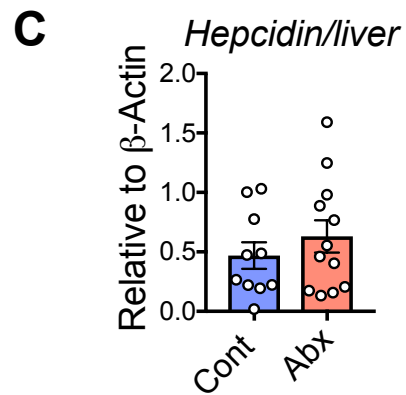 C
Hepcidin/liver
Relative to β-Actin
2.0
1.5
1.0
0.5
0.0
Cont
Abx